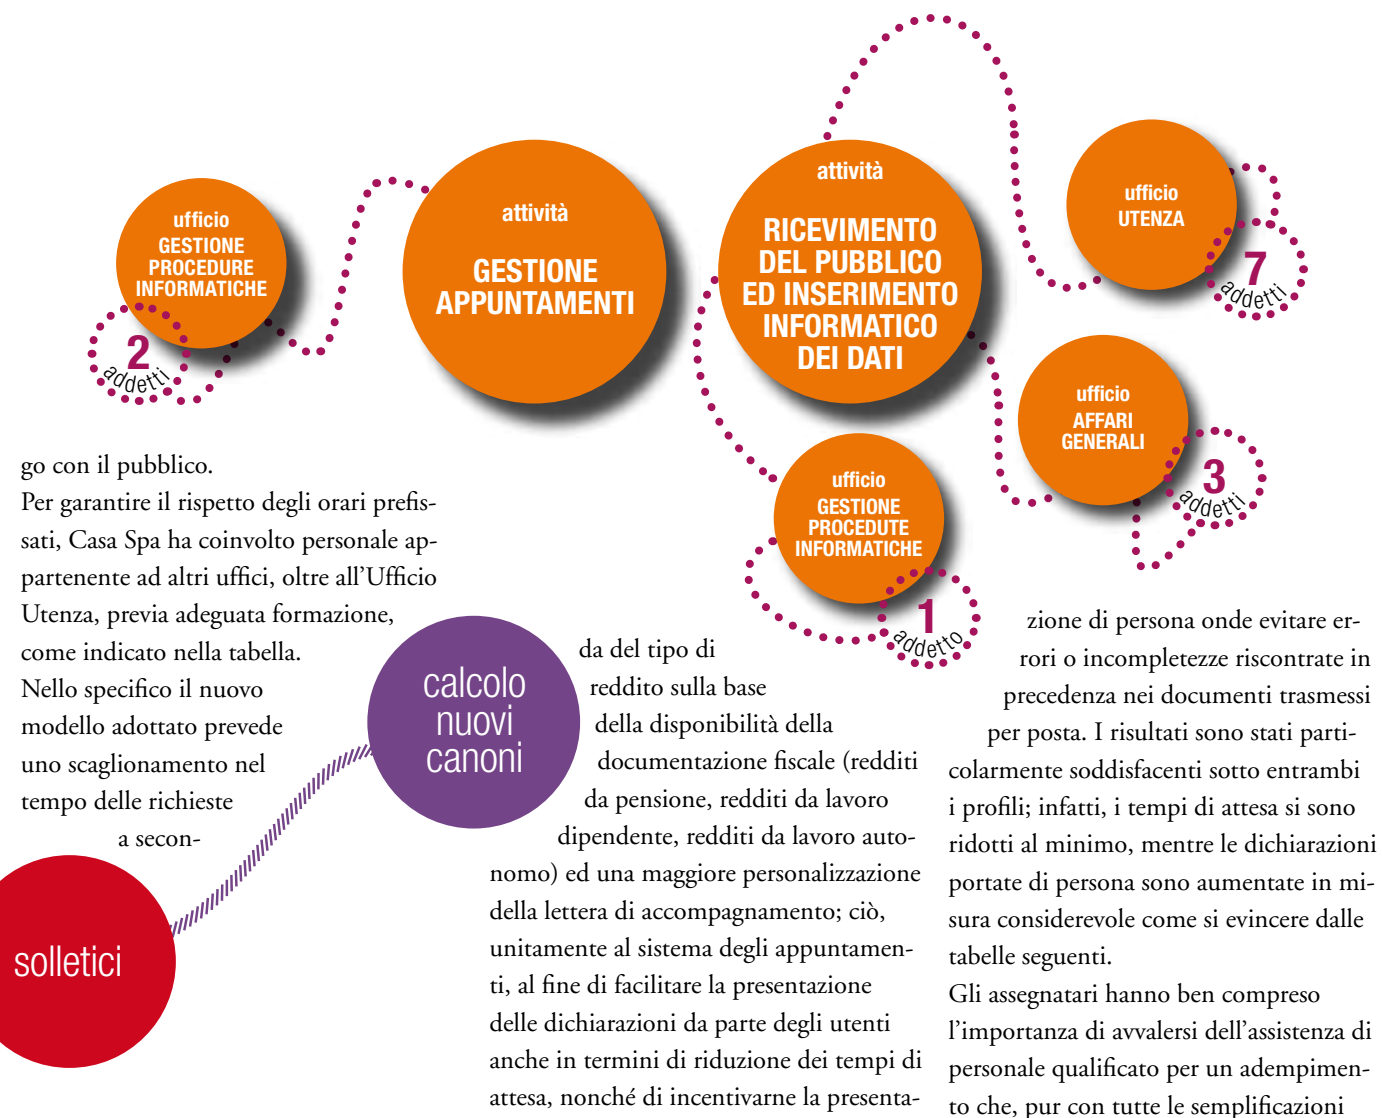 attività
GESTIONE
APPUNTAMENTI
ufficio
GESTIONE
PROCEDURE
INFORMATICHE
2
addetti
attività
RICEVIMENTO
DEL PUBBLICO
ED INSERIMENTO
INFORMATICO
DEI DATI
ufficio
UTENZA
7
addetti
ufficio
AFFARI
GENERALI
3
addetti
ufficio
GESTIONE
PROCEDUTE
INFORMATICHE
1
addetto
go con il pubblico.
Per garantire il rispetto degli orari prefis-
sati, Casa Spa ha coinvolto personale ap-
partenente ad altri uffici, oltre all'Ufficio
Utenza, previa adeguata formazione,
come indicato nella tabella.
Nello specifico il nuovo
modello adottato prevede
uno scaglionamento nel
tempo delle richieste
a secon-
calcolo
nuovi
canoni
solletici
da del tipo di
reddito sulla base
della disponibilità della
documentazione fiscale (redditi
da pensione, redditi da lavoro
dipendente, redditi da lavoro auto-
nomo) ed una maggiore personalizzazione
della lettera di accompagnamento; ciò,
unitamente al sistema degli appuntamen-
ti, al fine di facilitare la presentazione
delle dichiarazioni da parte degli utenti
anche in termini di riduzione dei tempi di
attesa, nonché di incentivarne la presenta-
zione di persona onde evitare er-
rori o incompletezze riscontrate in
precedenza nei documenti trasmessi
per posta. I risultati sono stati parti-
colarmente soddisfacenti sotto entrambi
i profili; infatti, i tempi di attesa si sono
ridotti al minimo, mentre le dichiarazioni
portate di persona sono aumentate in mi-
sura considerevole come si evincere dalle
tabelle seguenti.
Gli assegnatari hanno ben compreso
l'importanza di avvalersi dell'assistenza di
personale qualificato per un adempimen-
to che, pur con tutte le semplificazioni